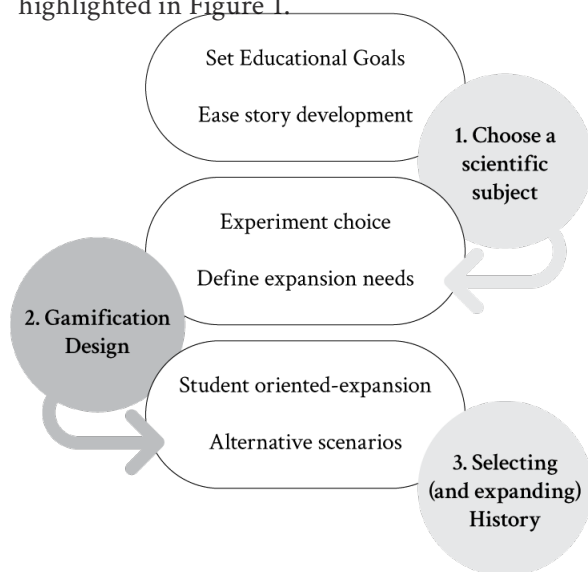 highlighted in Figure 1.
Set Educational Goals
Ease story development
1. Choose a
scientific
subject
Experiment choice
Define expansion needs
2. Gamification
Design
Student oriented-expansion
Alternative scenarios
3. Selecting
(and expanding)
History